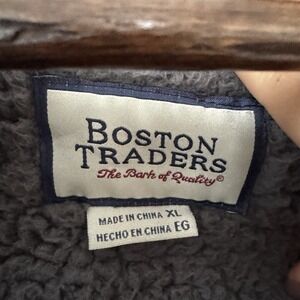 BOSTON
TRADERS
The Bark of Quality®
MADE IN CHINA XL
HECHO EN CHINA EG